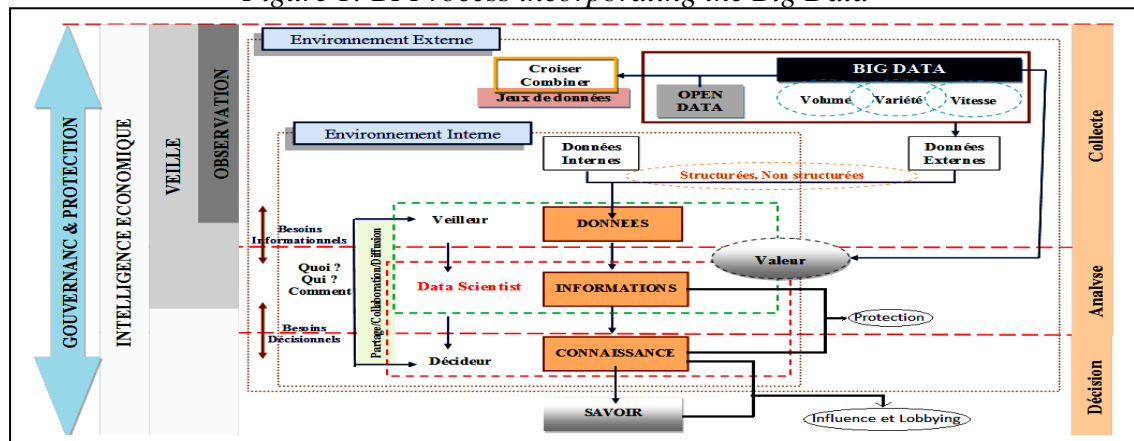 Figure 1: BI Process incorporating the Big Data
GOUVERNANC & PROTECTION
INTELLIGENCE ECONOMIQUE
VEILLE
OBSERVATION
Environnement Externe
Croiser
Combiner
Jeux de données
BIG DATA
OPEN
DATA
Volume
Variété
Vitesse
Environnement Interne
Données
Internes
Données
Externes
Structurées, Non structurées
Collecte
Besoins
Informationnels
Veilleur
DONNEES
Valeur
Quoi ?
Qui ?
Comment
Partage/Collaboration/Diffusion
Data Scientist
INFORMATIONS
Analyse
Protection
Besoins
Décisionnels
Décideur
CONNAISSANCE
SAVOIR
Influence et Lobbying
Décision